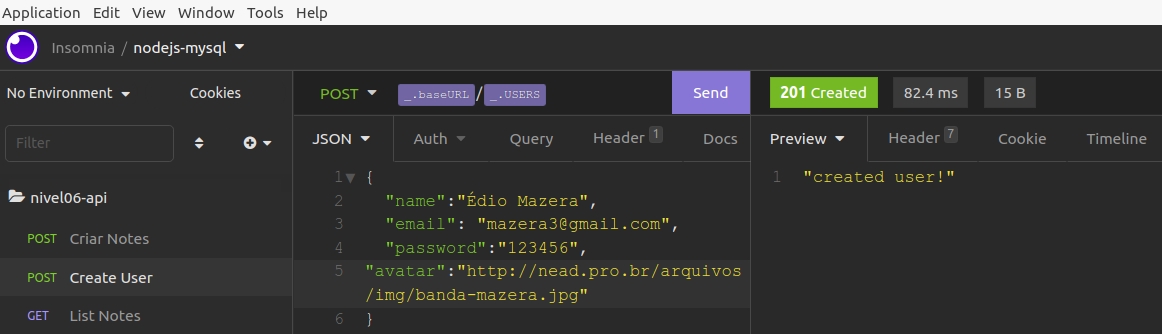 Application Edit View Window Tools Help
Insomnia / nodejs-mysql
No Environment Cookies
POST _.baseURL / _.USERS Send
201 Created 82.4 ms 15 B
Filter
JSON Auth Query Header 1 Docs
Preview Header 7 Cookie Timeline
nivel06-api
POST Criar Notes
POST Create User
GET List Notes
1 {
2 "name":"Édio Mazera",
3 "email": "mazera3@gmail.com",
4 "password":"123456",
5 "avatar":"http://nead.pro.br/arquivos
/img/banda-mazera.jpg"
6 }
1 "created user!"